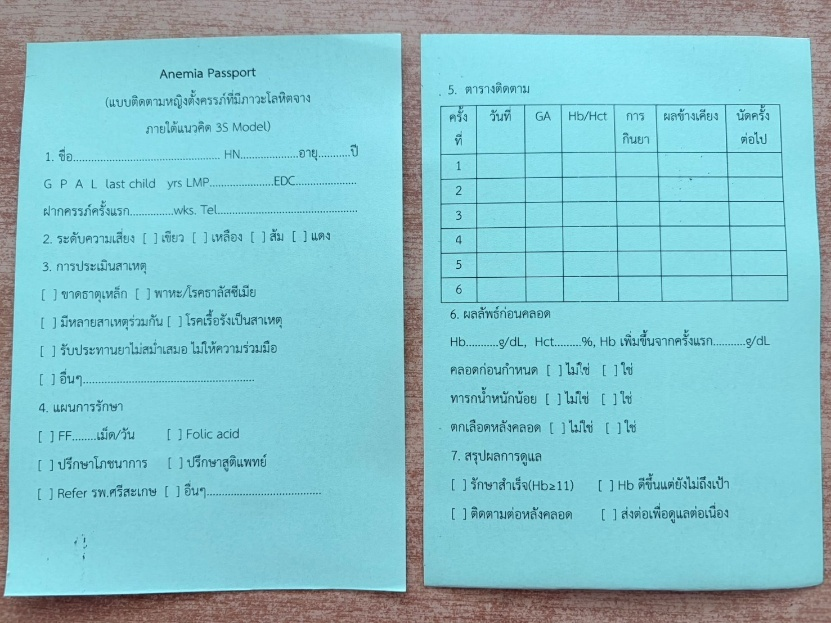 Anemia Passport
(แบบติดตามหญิงตั้งครรภ์ที่มีภาวะโลหิตจาง
ภายใต้แนวคิด 3S Model)
1. ชื่อ.......................................... HN.................อายุ..........ปี
G P A L last child yrs LMP.......................EDC...................
ฝากครรภ์ครั้งแรก..............wks. Tel..........................................
2. ระดับความเสี่ยง [ ] เขียว [ ] เหลือง [ ] ส้ม [ ] แดง
3. การประเมินสาเหตุ
[ ] ขาดธาตุเหล็ก [ ] พาหะ/โรคธาลัสซีเมีย
[ ] มีหลายสาเหตุร่วมกัน [ ] โรคเรื้อรังเป็นสาเหตุ
[ ] รับประทานยาไม่สม่ำเสมอ ไม่ให้ความร่วมมือ
[ ] อื่นๆ....................................................
4. แผนการรักษา
[ ] FF........เม็ด/วัน [ ] Folic acid
[ ] ปรึกษาโภชนาการ [ ] ปรึกษาสูติแพทย์
[ ] Refer รพ.ศรีสะเกษ [ ] อื่นๆ...................................
5. ตารางติดตาม
ครั้งที่ วันที่ GA Hb/Hct การกินยา ผลข้างเคียง นัดครั้งต่อไป
1
2
3
4
5
6
6. ผลลัพธ์ก่อนคลอด
Hb..........g/dL, Hct........%, Hb เพิ่มขึ้นจากครั้งแรก..........g/dL
คลอดก่อนกำหนด [ ] ไม่ใช่ [ ] ใช่
ทารกน้ำหนักน้อย [ ] ไม่ใช่ [ ] ใช่
ตกเลือดหลังคลอด [ ] ไม่ใช่ [ ] ใช่
7. สรุปผลการดูแล
[ ] รักษาสำเร็จ(Hb≥11) [ ] Hb ดีขึ้นแต่ยังไม่ถึงเป้า
[ ] ติดตามต่อหลังคลอด [ ] ส่งต่อเพื่อดูแลต่อเนื่อง